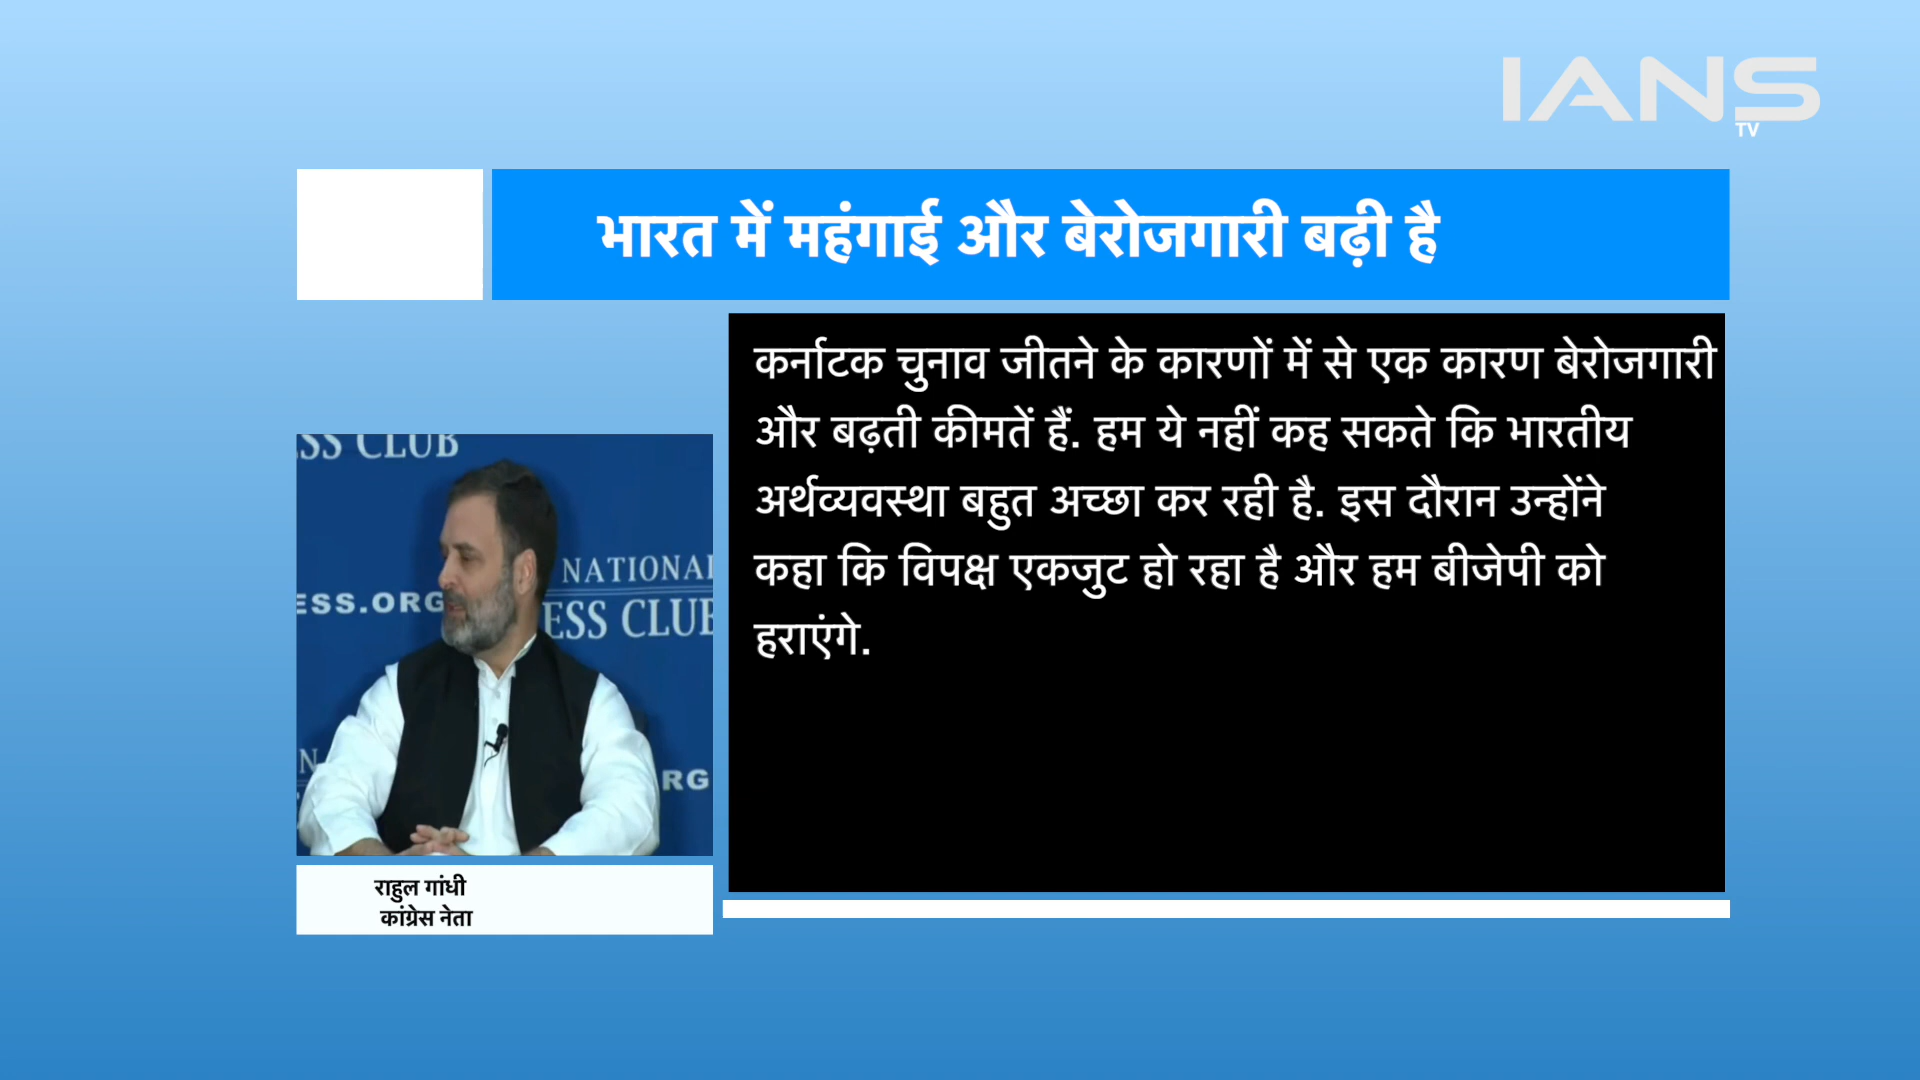 IANS
TV
भारत में महंगाई और बेरोजगारी बढ़ी है
कर्नाटक चुनाव जीतने के कारणों में से एक कारण बेरोजगारी
और बढ़ती कीमतें हैं. हम ये नहीं कह सकते कि भारतीय
अर्थव्यवस्था बहुत अच्छा कर रही है. इस दौरान उन्होंने
कहा कि विपक्ष एकजुट हो रहा है और हम बीजेपी को
हराएंगे.
SS CLUB
NATIONAL
ESS.ORG
ESS CLUB
N
RG
राहुल गांधी
कांग्रेस नेता